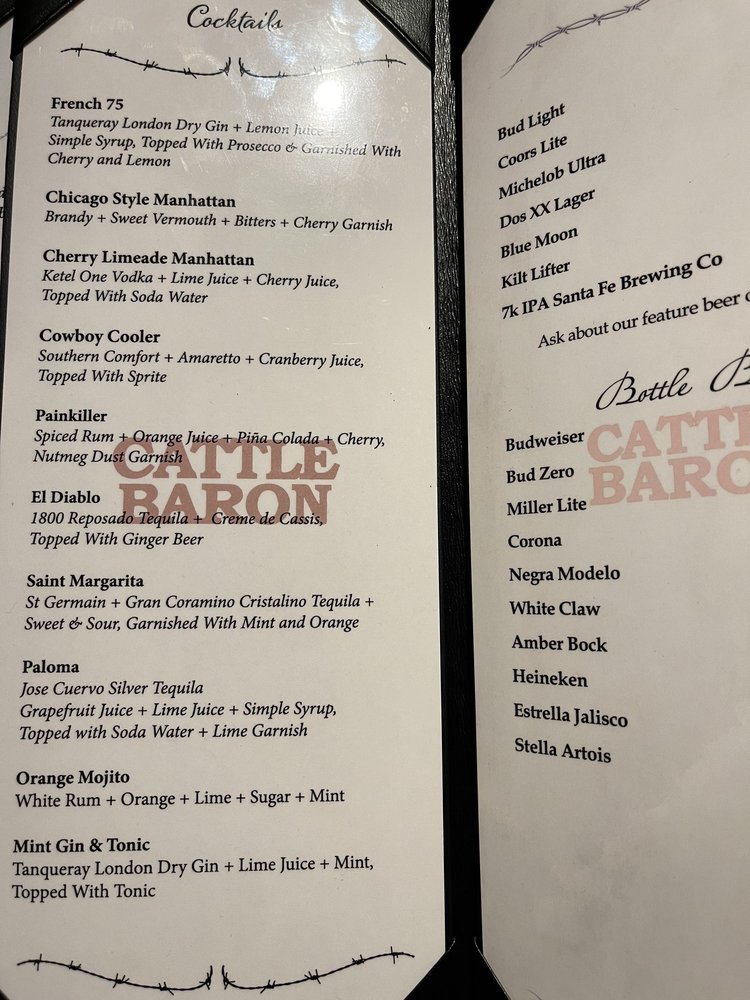 Cocktails
French 75
Tanqueray London Dry Gin + Lemon Juice +
Simple Syrup, Topped With Prosecco & Garnished With
Cherry and Lemon
Chicago Style Manhattan
Brandy + Sweet Vermouth + Bitters + Cherry Garnish
Cherry Limeade Manhattan
Ketel One Vodka + Lime Juice + Cherry Juice,
Topped With Soda Water
Cowboy Cooler
Southern Comfort + Amaretto + Cranberry Juice,
Topped With Sprite
Painkiller
Spiced Rum + Orange Juice + Piña Colada + Cherry,
Nutmeg Dust Garnish
CATTLE
BARON
El Diablo
1800 Reposado Tequila + Creme de Cassis,
Topped With Ginger Beer
Saint Margarita
St Germain + Gran Coramino Cristalino Tequila +
Sweet & Sour, Garnished With Mint and Orange
Paloma
Jose Cuervo Silver Tequila
Grapefruit Juice + Lime Juice + Simple Syrup,
Topped with Soda Water + Lime Garnish
Orange Mojito
White Rum + Orange + Lime + Sugar + Mint
Mint Gin & Tonic
Tanqueray London Dry Gin + Lime Juice + Mint,
Topped With Tonic
Bud Light
Coors Lite
Michelob Ultra
Dos XX Lager
Blue Moon
Kilt Lifter
7k IPA Santa Fe Brewing Co
Ask about our feature beer
Bottle B
Budweiser
CATT
BARO
Bud Zero
Miller Lite
Corona
Negra Modelo
White Claw
Amber Bock
Heineken
Estrella Jalisco
Stella Artois